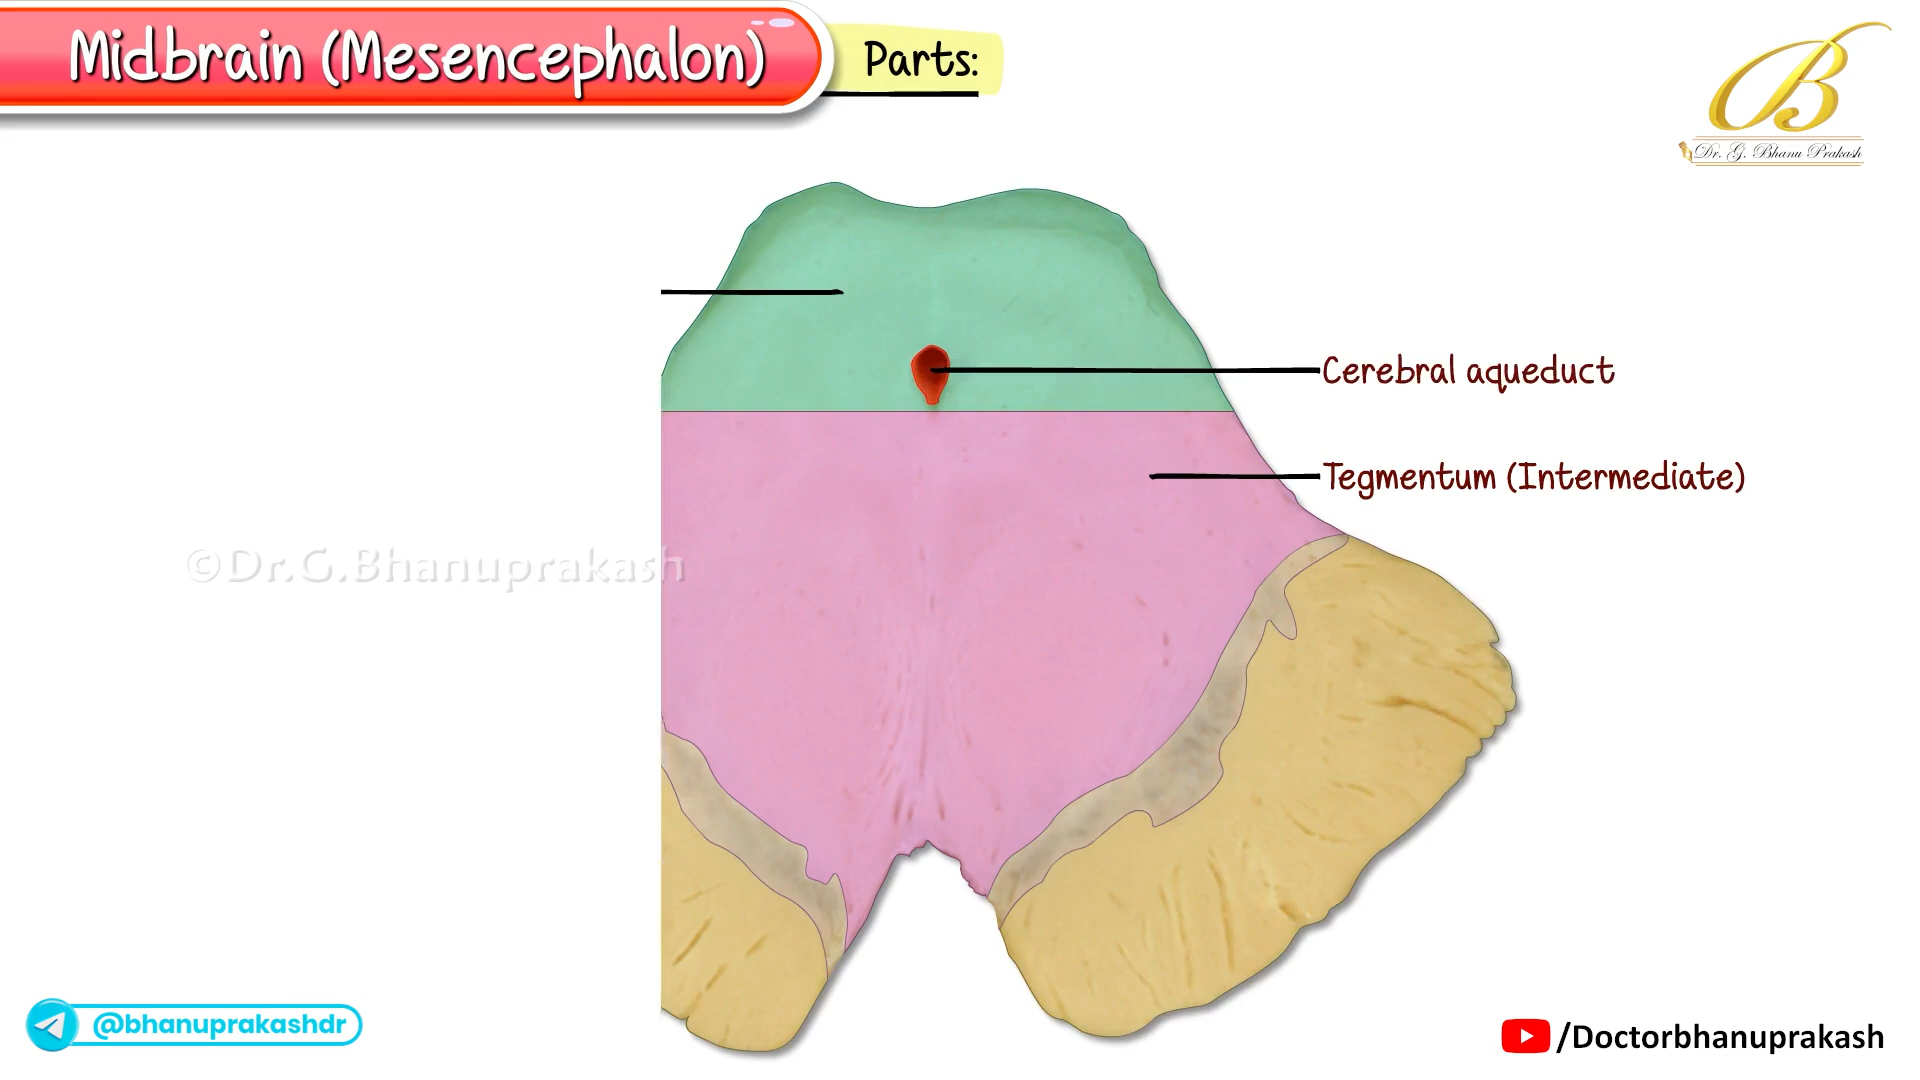 Midbrain (Mesencephalon)
Parts:
B
Dr. G. Bhanu Prakash
Cerebral aqueduct
Tegmentum (Intermediate)
©Dr.G.Bhanuprakash
@bhanuprakashdr
/Doctorbhanuprakash